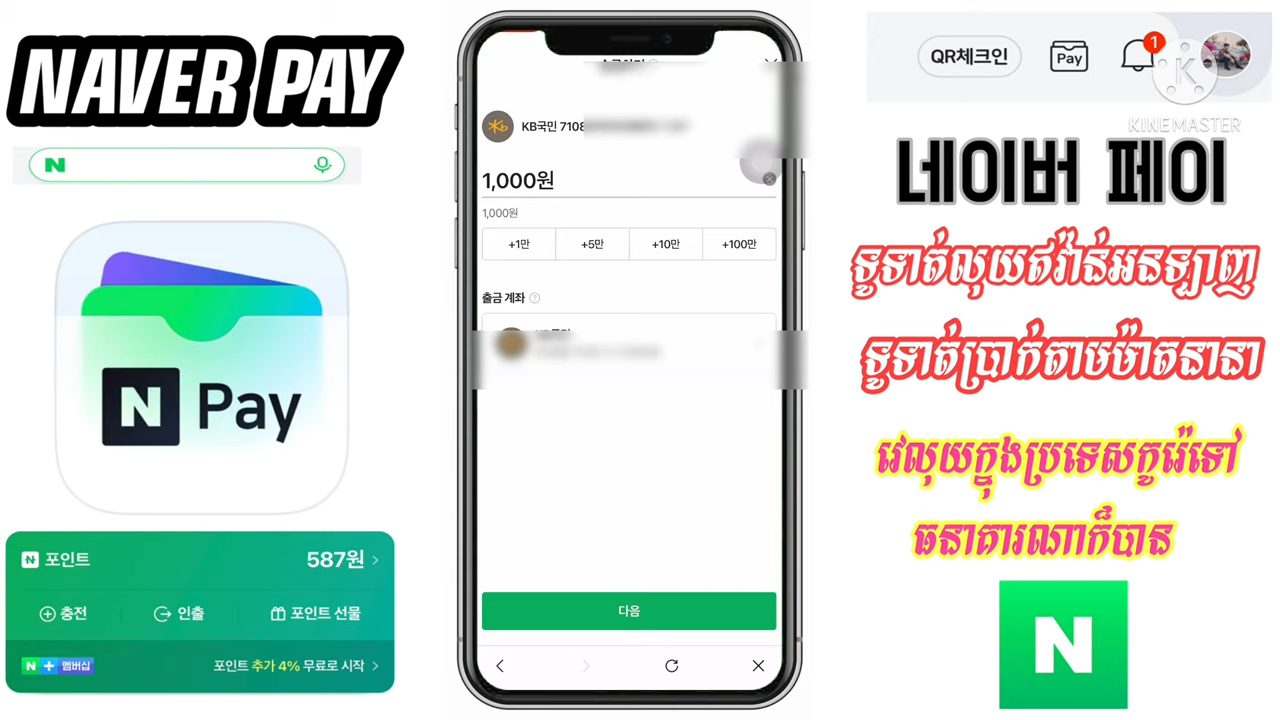 NAVER PAY
N
N Pay
N 포인트
587원
충전
인출
포인트 선물
N + 멤버십
포인트 추가 4% 무료로 시작
KB국민 7108
1,000원
1,000원
+1만
+5만
+10만
+100만
출금 계좌
다음
QR체크인
Pay
1
K
KINEMASTER
네이버 페이
ទូទាត់លុយឥវ៉ាន់អនឡាញ
ទូទាត់ប្រាក់តាមម៉ាតនានា
វេលុយក្នុងប្រទេសកូរ៉េទៅ
ធនាគារណាក៏បាន
N